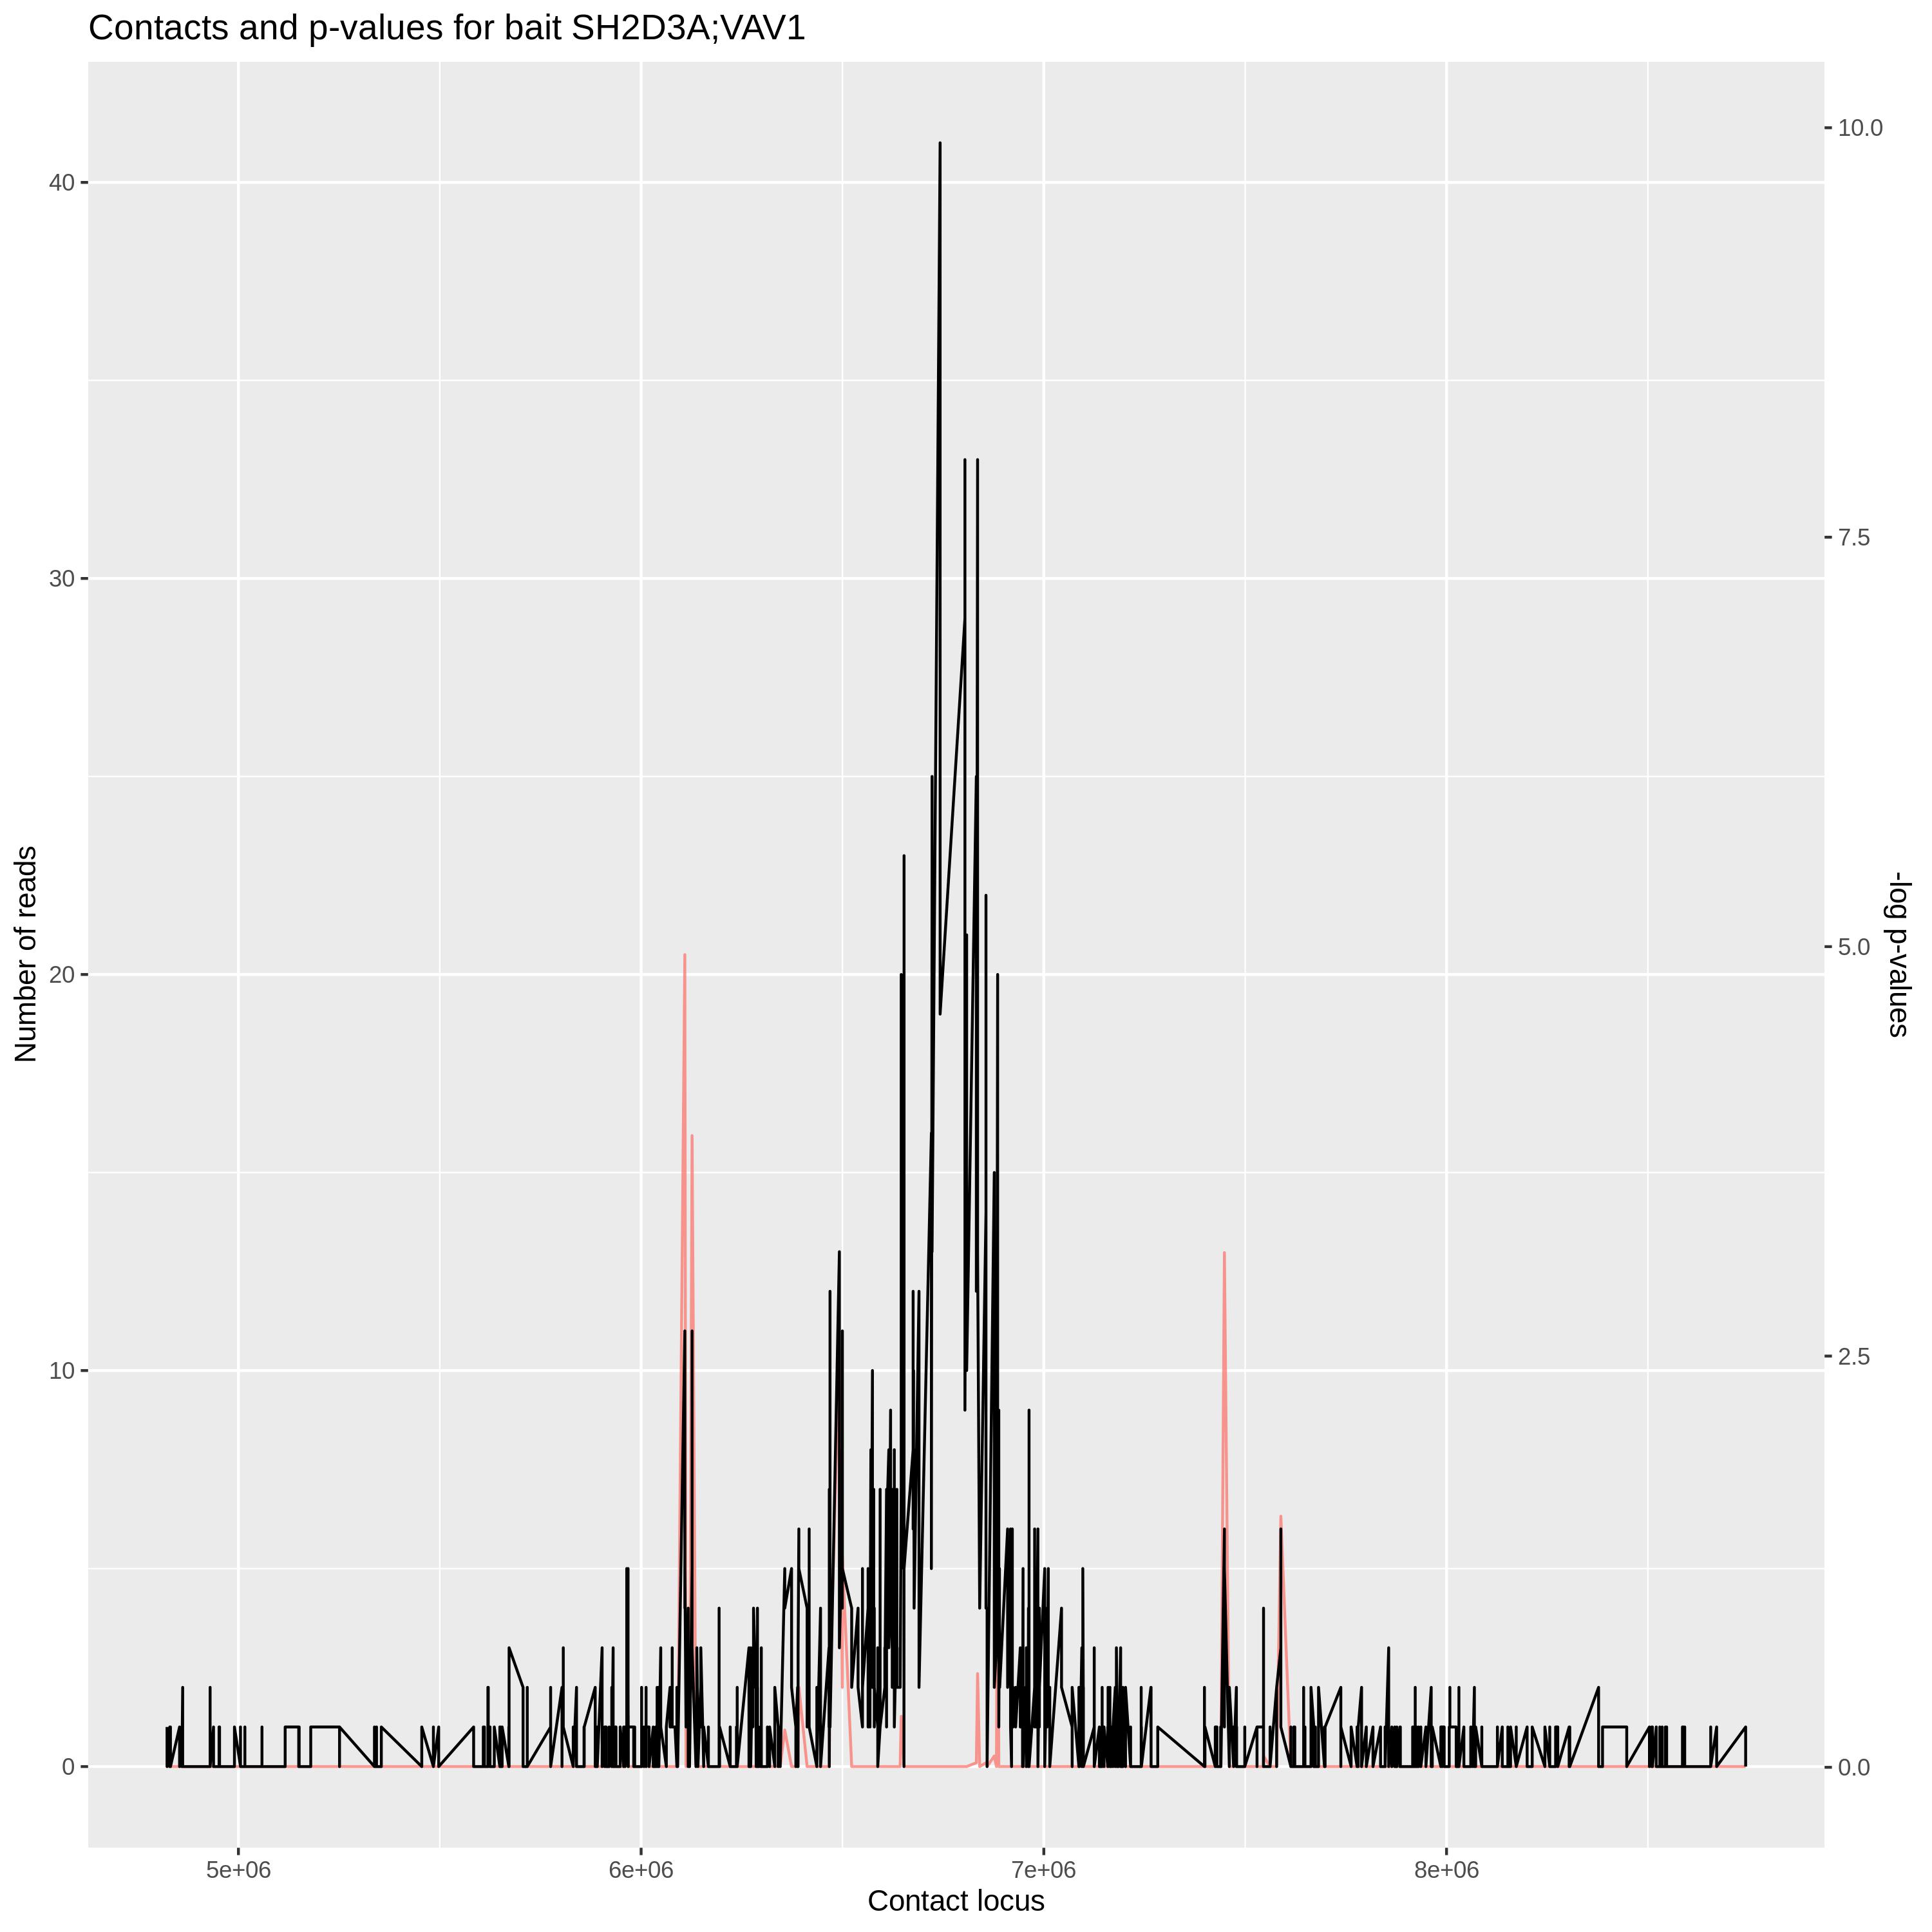 Contacts and p-values for bait SH2D3A;VAV1
40
30
20
10
0
Number of reads
10.0
7.5
5.0
2.5
0.0
-log p-values
5e+06
6e+06
7e+06
8e+06
Contact locus